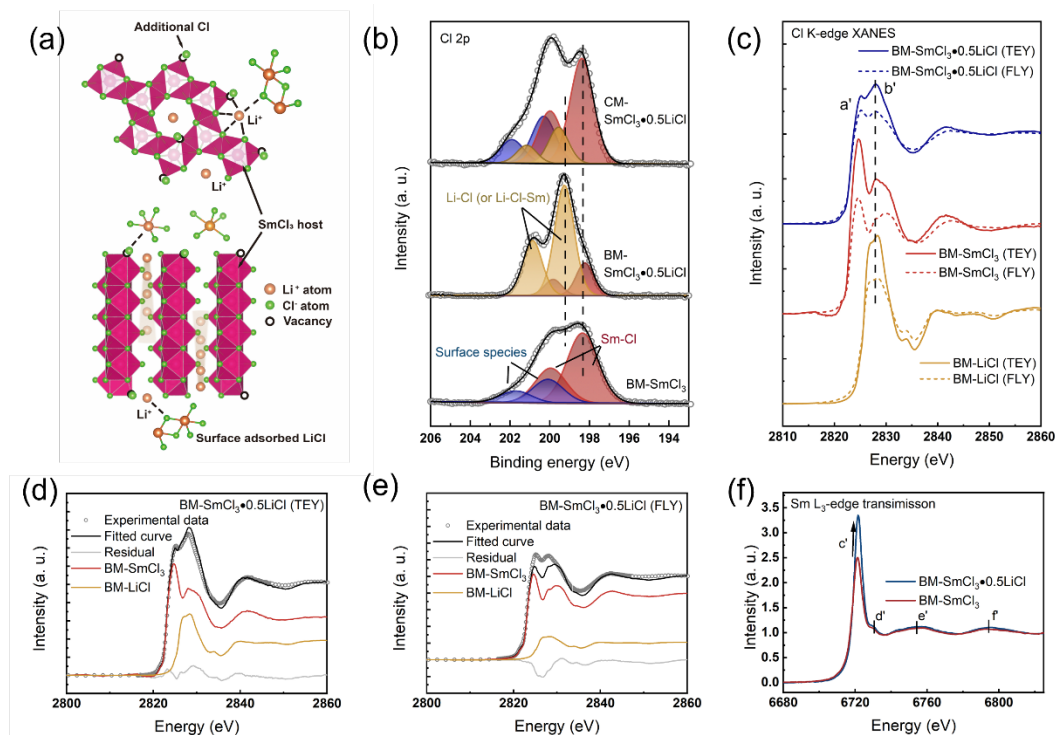 (a)
Additional Cl
Li⁺
Li⁺
SmCl₃ host
Li⁺ atom
Cl⁻ atom
Vacancy
Li⁺
Surface adsorbed LiCl
(b)
Cl 2p
CM-
SmCl₃•0.5LiCl
Li-Cl (or Li-Cl-Sm)
BM-
SmCl₃•0.5LiCl
Surface species
Sm-Cl
BM-SmCl₃
Intensity (a. u.)
206 204 202 200 198 196 194
Binding energy (eV)
(c)
Cl K-edge XANES
BM-SmCl₃•0.5LiCl (TEY)
BM-SmCl₃•0.5LiCl (FLY)
a'
b'
BM-SmCl₃ (TEY)
BM-SmCl₃ (FLY)
BM-LiCl (TEY)
BM-LiCl (FLY)
Intensity (a. u.)
2810 2820 2830 2840 2850 2860
Energy (eV)
(d)
BM-SmCl₃•0.5LiCl (TEY)
Experimental data
Fitted curve
Residual
BM-SmCl₃
BM-LiCl
Intensity (a. u.)
2800 2820 2840 2860
Energy (eV)
(e)
BM-SmCl₃•0.5LiCl (FLY)
Experimental data
Fitted curve
Residual
BM-SmCl₃
BM-LiCl
Intensity (a. u.)
2800 2820 2840 2860
Energy (eV)
(f)
Sm L₃-edge transmisson
3.5
3.0
2.5
2.0
1.5
1.0
0.5
0.0
c'
BM-SmCl₃•0.5LiCl
BM-SmCl₃
d'
e'
f'
Intensity (a. u.)
6680 6720 6760 6800
Energy (eV)